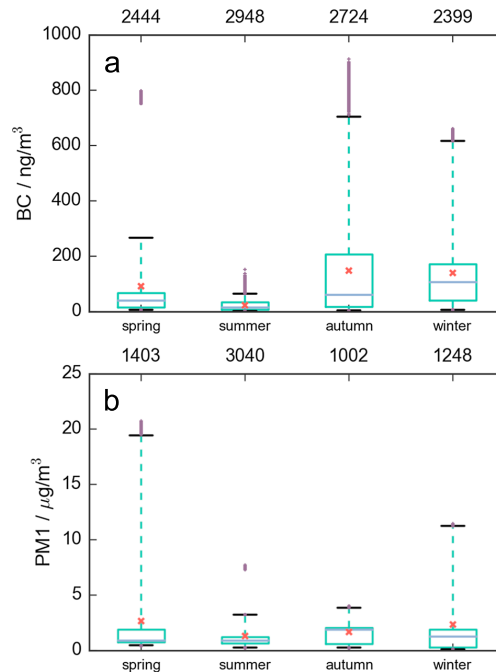 2444 2948 2724 2399
1000
a
800
600
BC / ng/m³
400
200
0
spring summer autumn winter
1403 3040 1002 1248
25
b
20
15
PM1 / μg/m³
10
5
0
spring summer autumn winter